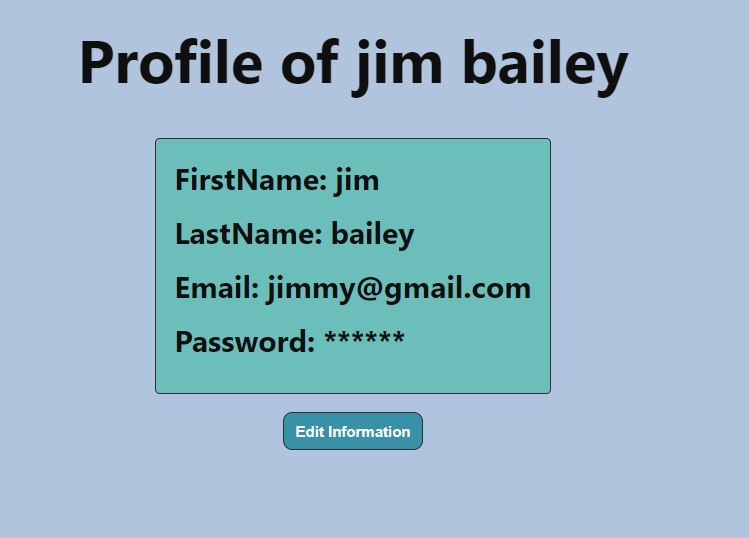 Profile of jim bailey
FirstName: jim
LastName: bailey
Email: jimmy@gmail.com
Password: ******
Edit Information